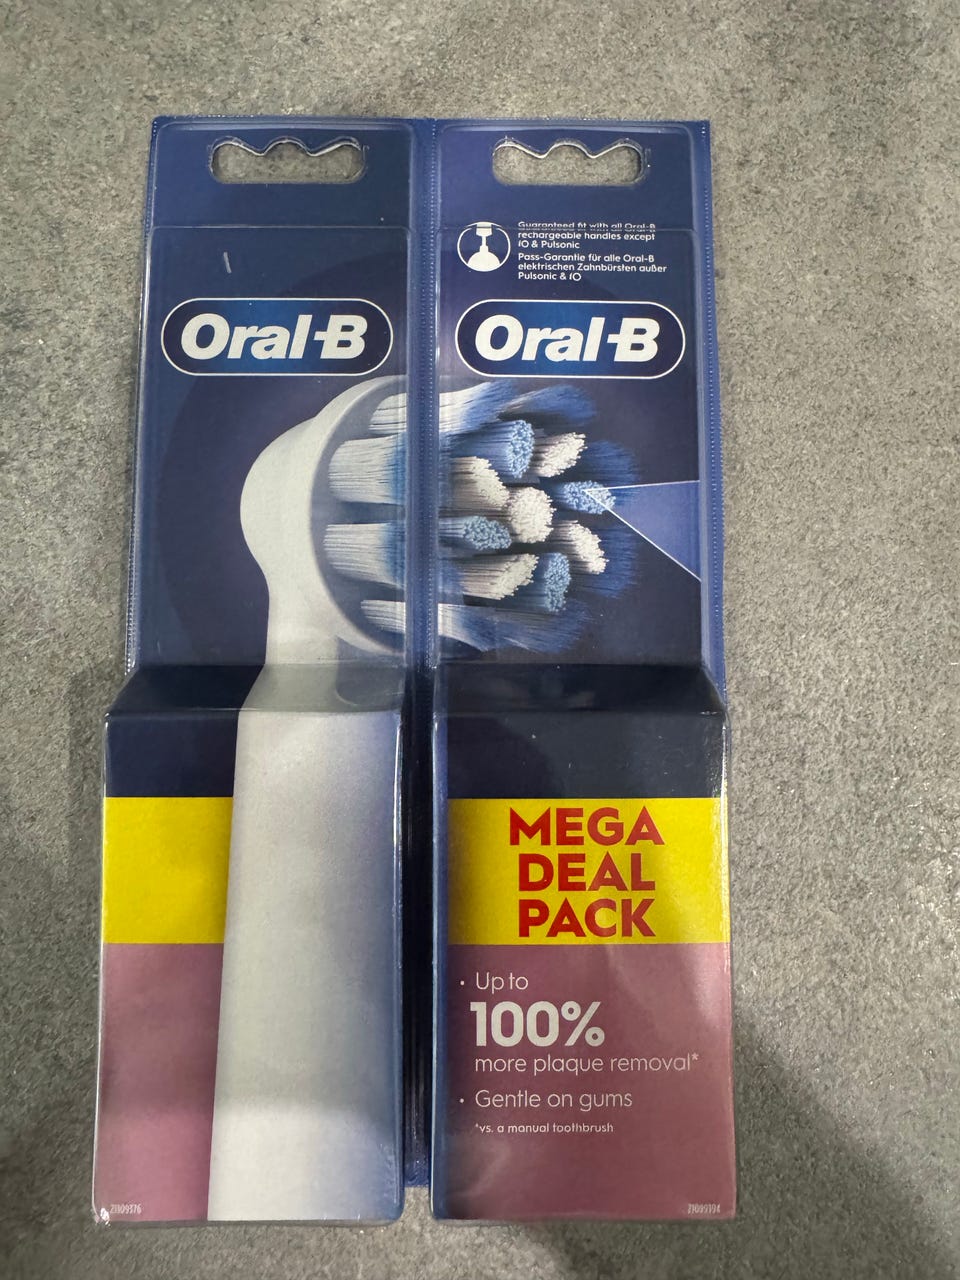 Guaranteed fit with all Oral-B
rechargeable handles except
iO & Pulsonic
Pass-Garantie für alle Oral-B
elektrischen Zahnbürsten außer
Pulsonic & iO
Oral-B
Oral-B
MEGA
DEAL
PACK
• Up to
100%
more plaque removal*
• Gentle on gums
*vs. a manual toothbrush
21109376